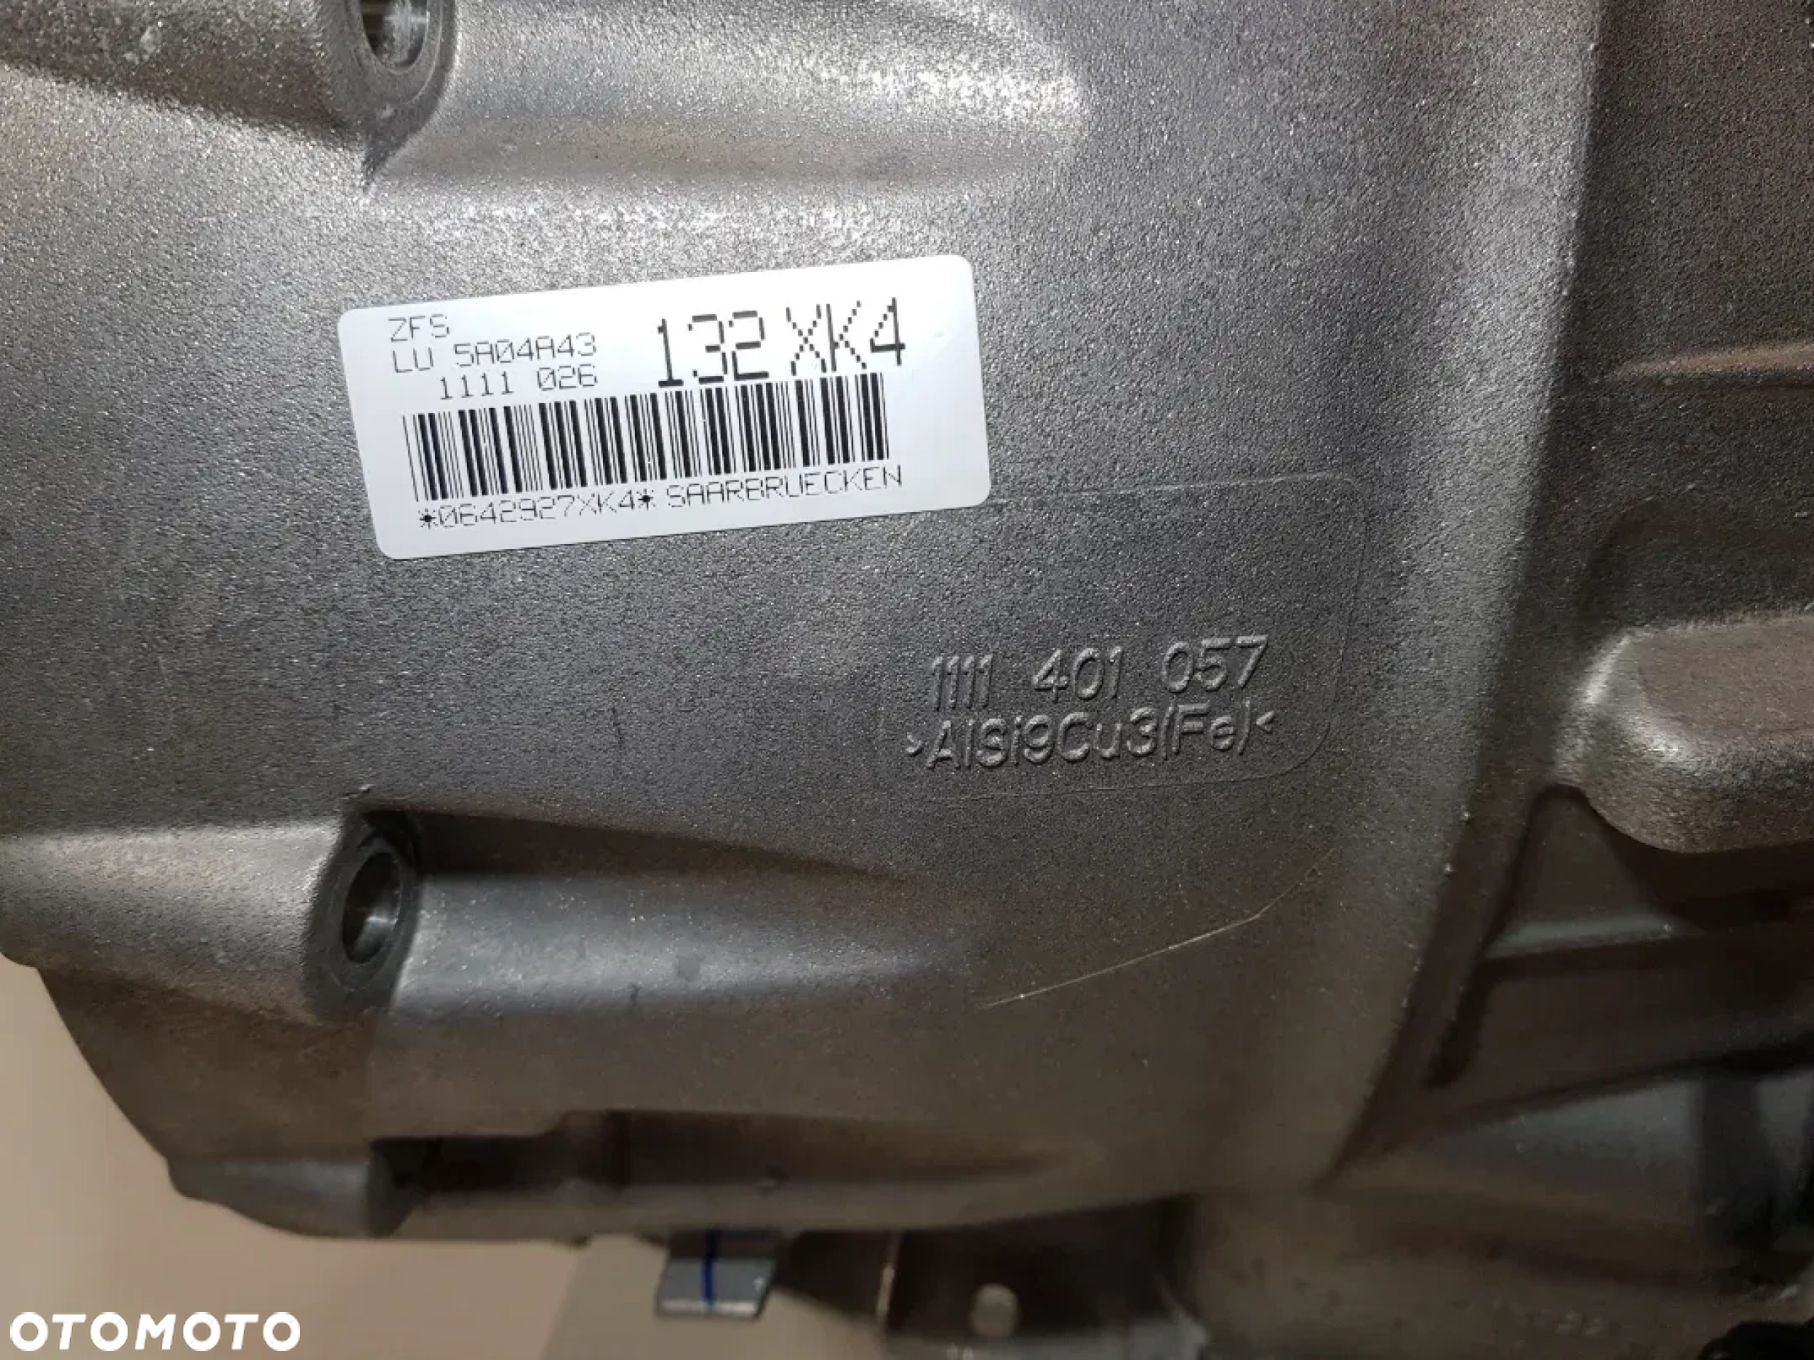 ZFS
LU 5A04A43 132 XK4
1111 026
*0642927XK4* SAARBRUECKEN
1111 401 057
>AlSi9Cu3(Fe)<
OTOMOTO